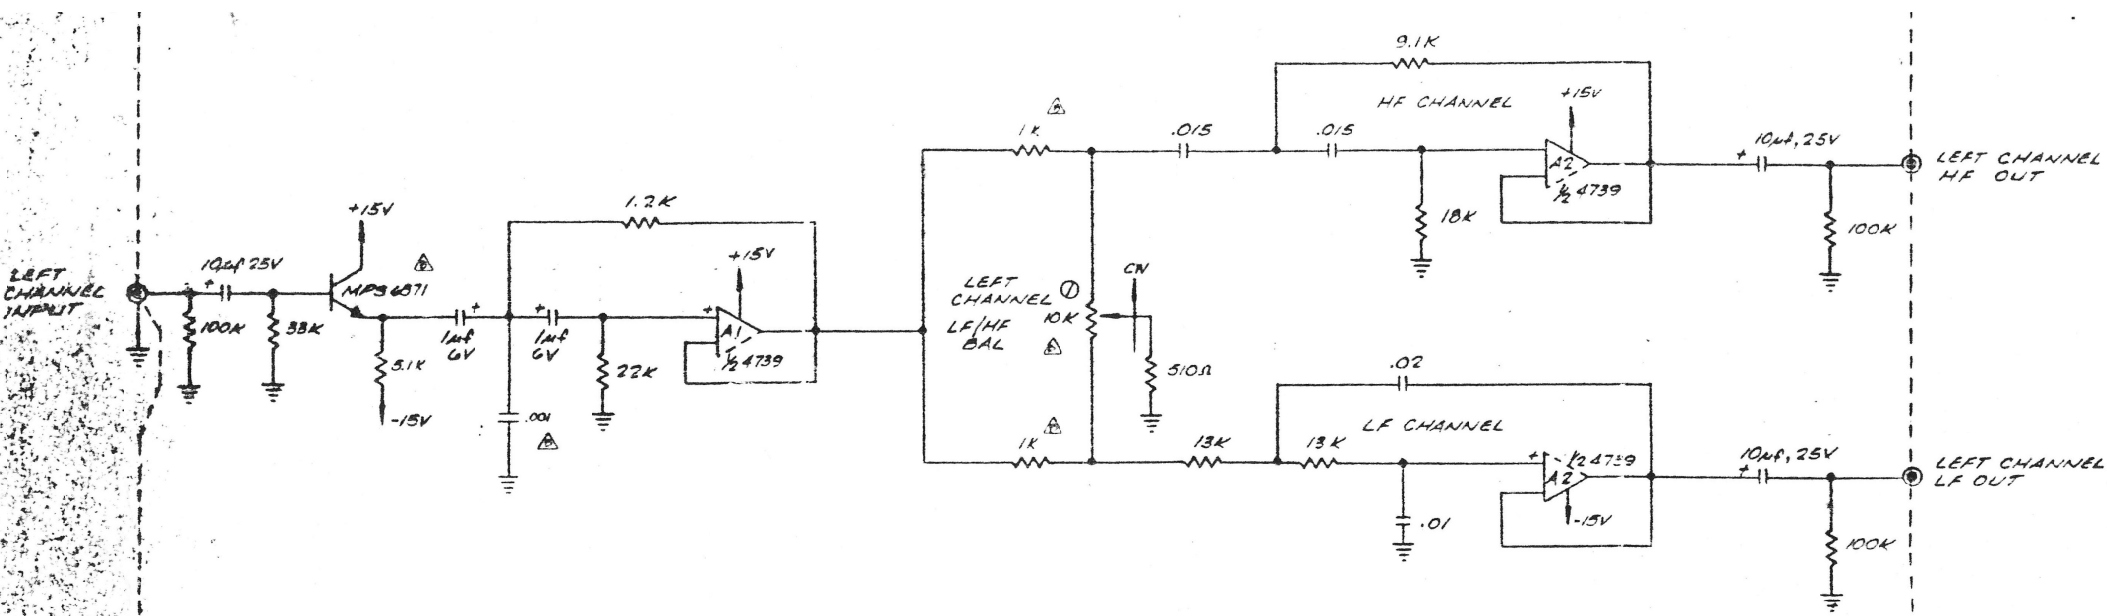 LEFT
CHANNEL
INPUT
100K
10µf 25V
33K
+15V
MPS 6571
5.1K
-15V
+
1µf
6V
.001
+
1µf
6V
22K
1.2K
+15V
+
A1
½ 4739
1K
LEFT
CHANNEL
LF/HF
BAL
10K
CW
510Ω
1K
.015
.015
9.1K
HF CHANNEL
18K
+15V
A2
½ 4739
10µf, 25V
+
100K
LEFT CHANNEL
HF OUT
13K
13K
.02
LF CHANNEL
.01
+
½ 4739
A2
-15V
10µf, 25V
+
100K
LEFT CHANNEL
LF OUT